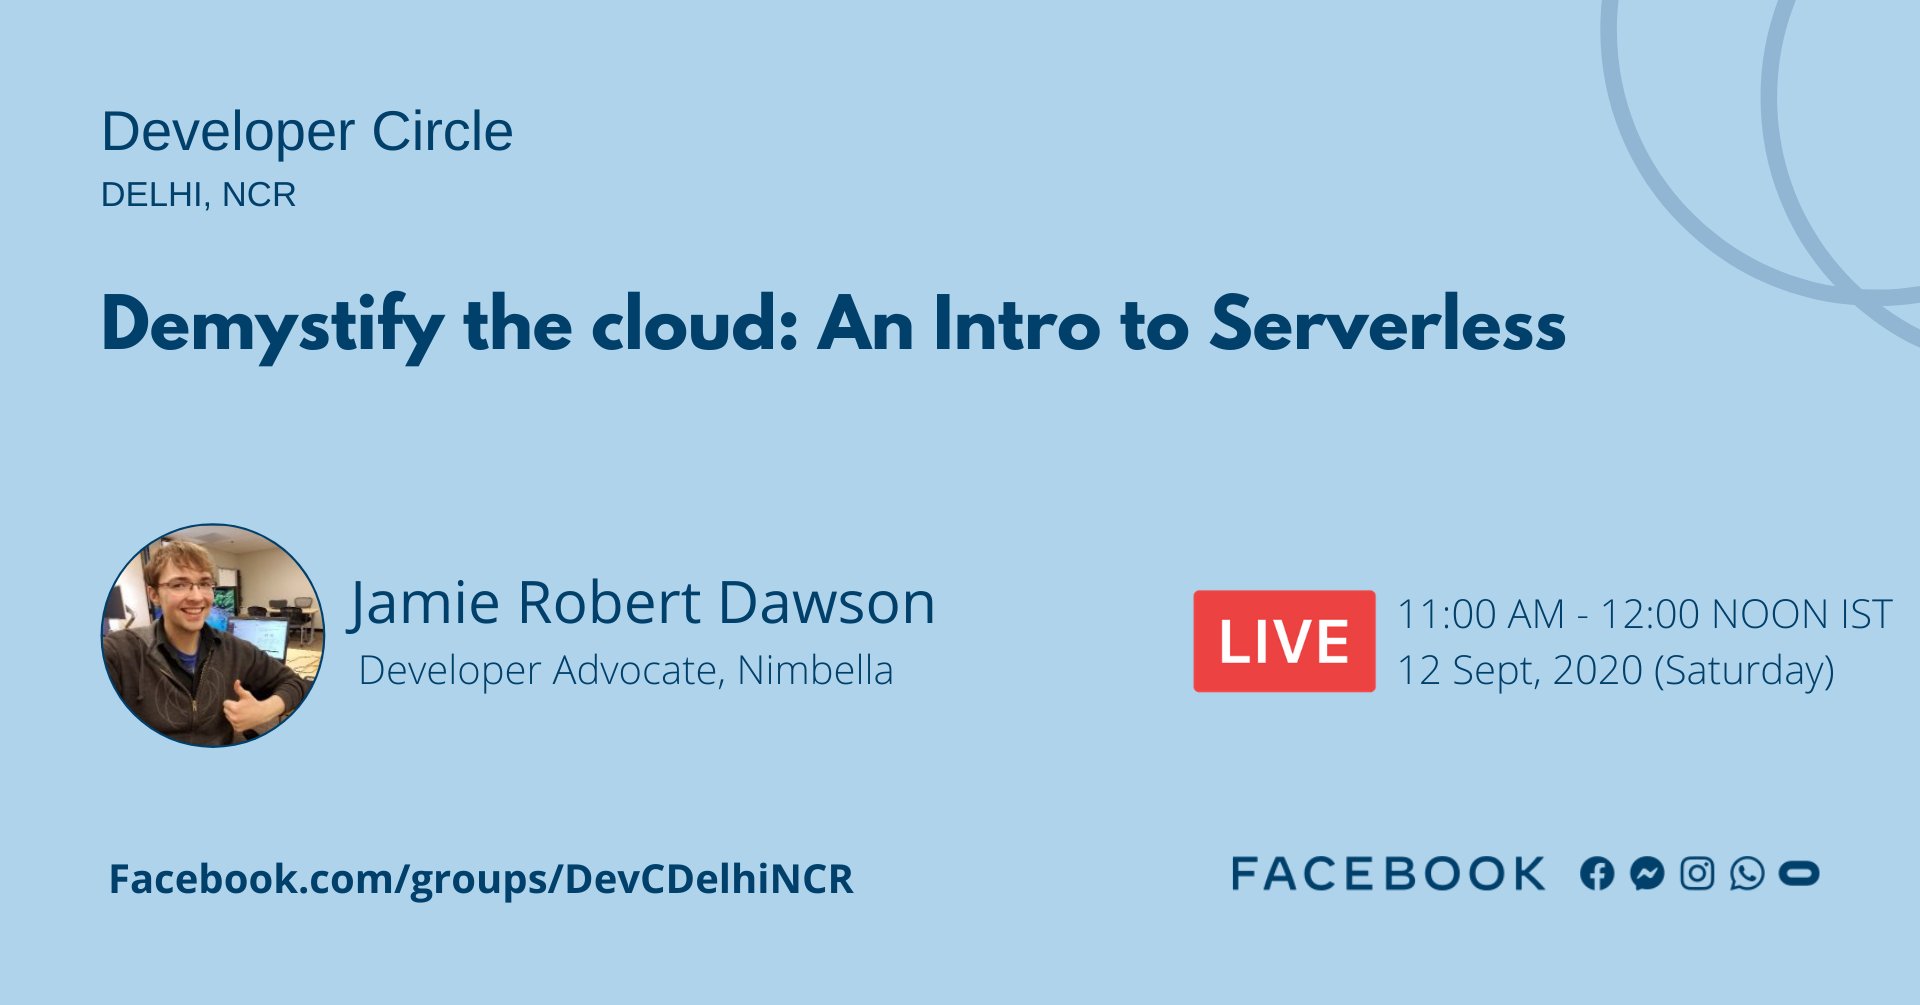 Developer Circle
DELHI, NCR
Demystify the cloud: An Intro to Serverless
Jamie Robert Dawson
Developer Advocate, Nimbella
LIVE
11:00 AM - 12:00 NOON IST
12 Sept, 2020 (Saturday)
Facebook.com/groups/DevCDelhiNCR
FACEBOOK